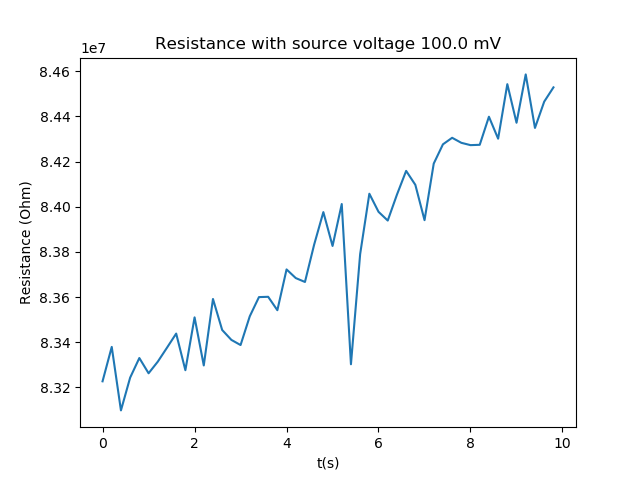 Resistance with source voltage 100.0 mV
1e7
8.46
8.44
8.42
8.40
8.38
8.36
8.34
8.32
Resistance (Ohm)
0 2 4 6 8 10
t(s)